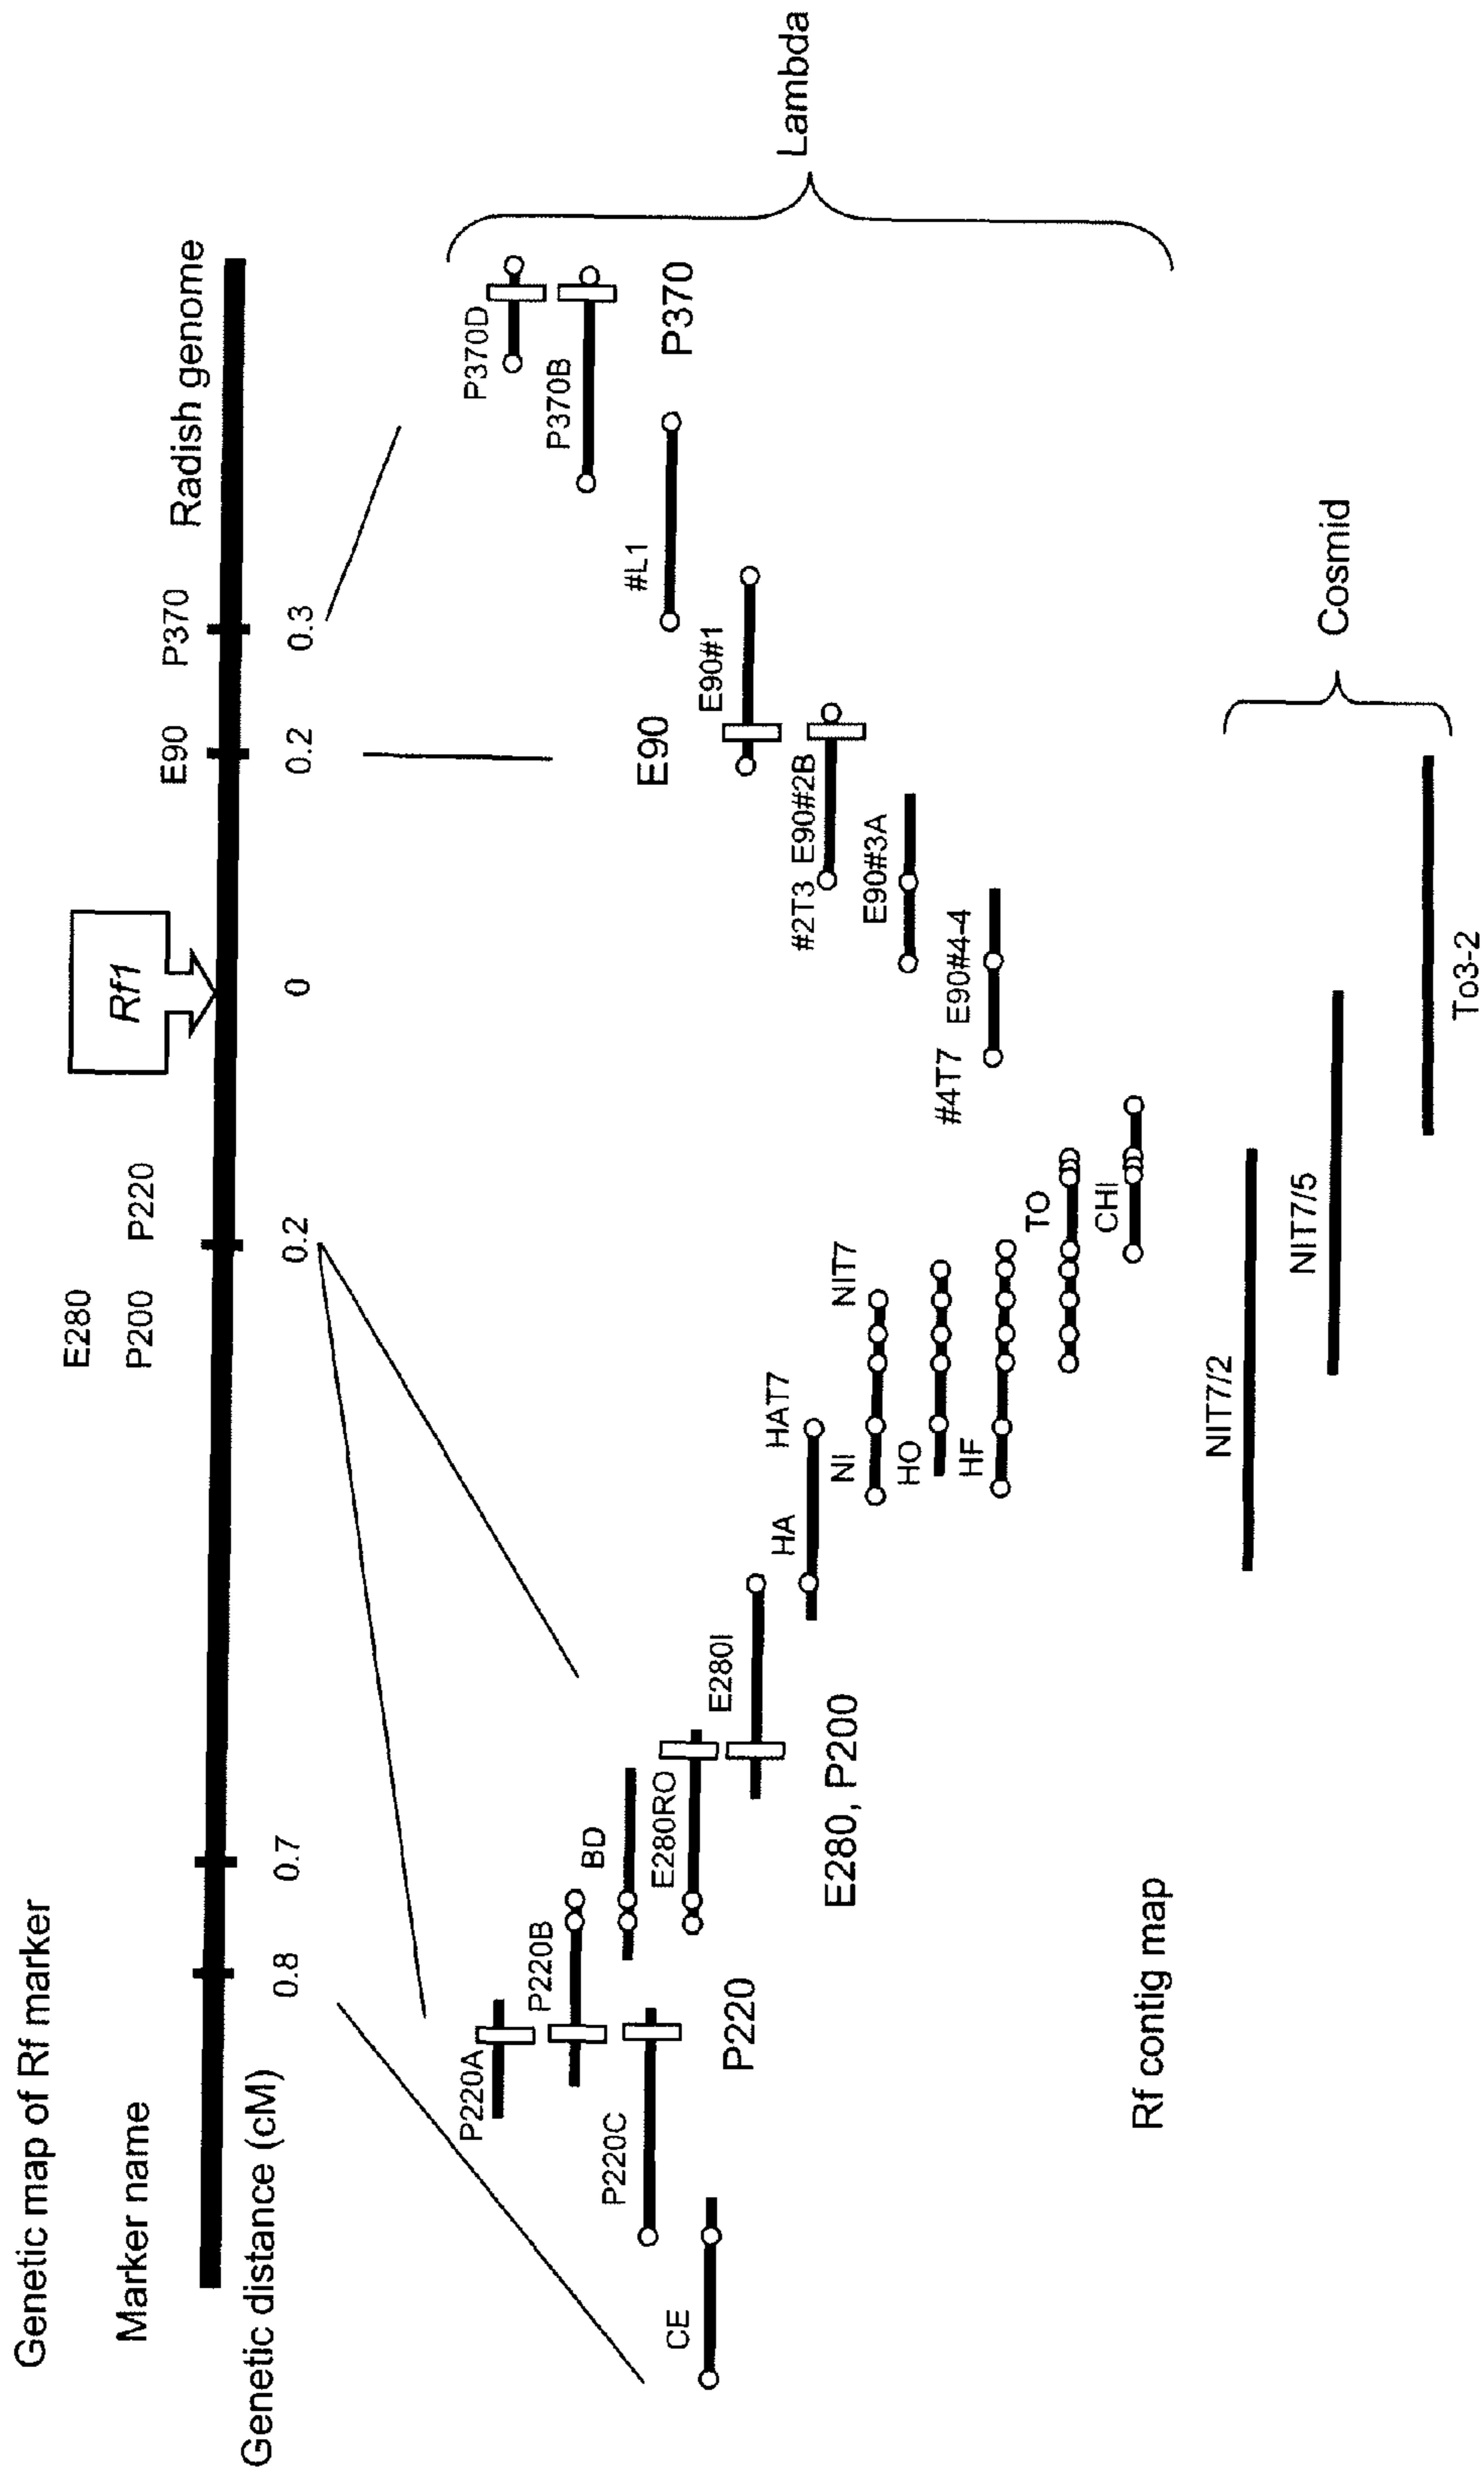 Genetic map of Rf marker
Marker name
E280
P200 P220
Rf1
E90 P370
Radish genome
Genetic distance (cM)
0.8 0.7 0.2 0 0.2 0.3
P220A
P370D
P220B
P370B
P220C
BD
#L1
P370
CE
E280RO
E90
E90#1
P220
E280I
HA
HAT7
#2T3 E90#2B
E280, P200
NI
NIT7
E90#3A
HO
#4T7 E90#4-4
HF
TO
CHI
Lambda
Rf contig map
NIT7/2
NIT7/5
To3-2
Cosmid